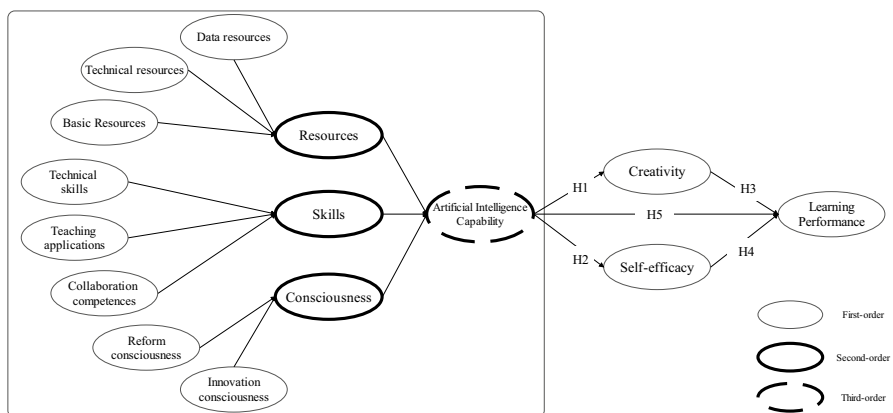 Data resources
Technical resources
Basic Resources
Resources
Technical
skills
Teaching
applications
Skills
Collaboration
competences
Consciousness
Reform
consciousness
Innovation
consciousness
Artificial Intelligence
Capability
H1
Creativity
H3
H5
Learning
Performance
H2
Self-efficacy
H4
First-order
Second-order
Third-order